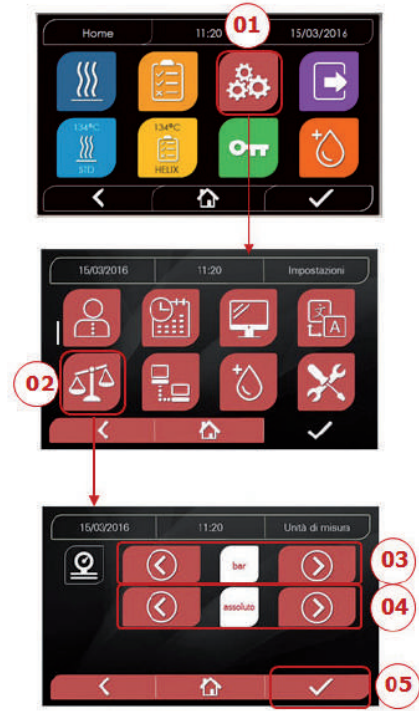 01
Home 11:20 15/03/2016
134°C 134°C
STD HELIX
15/03/2016 11:20 Impostazioni
文 A
02
15/03/2016 11:20 Unità di misura
bar 03
assoluto 04
05